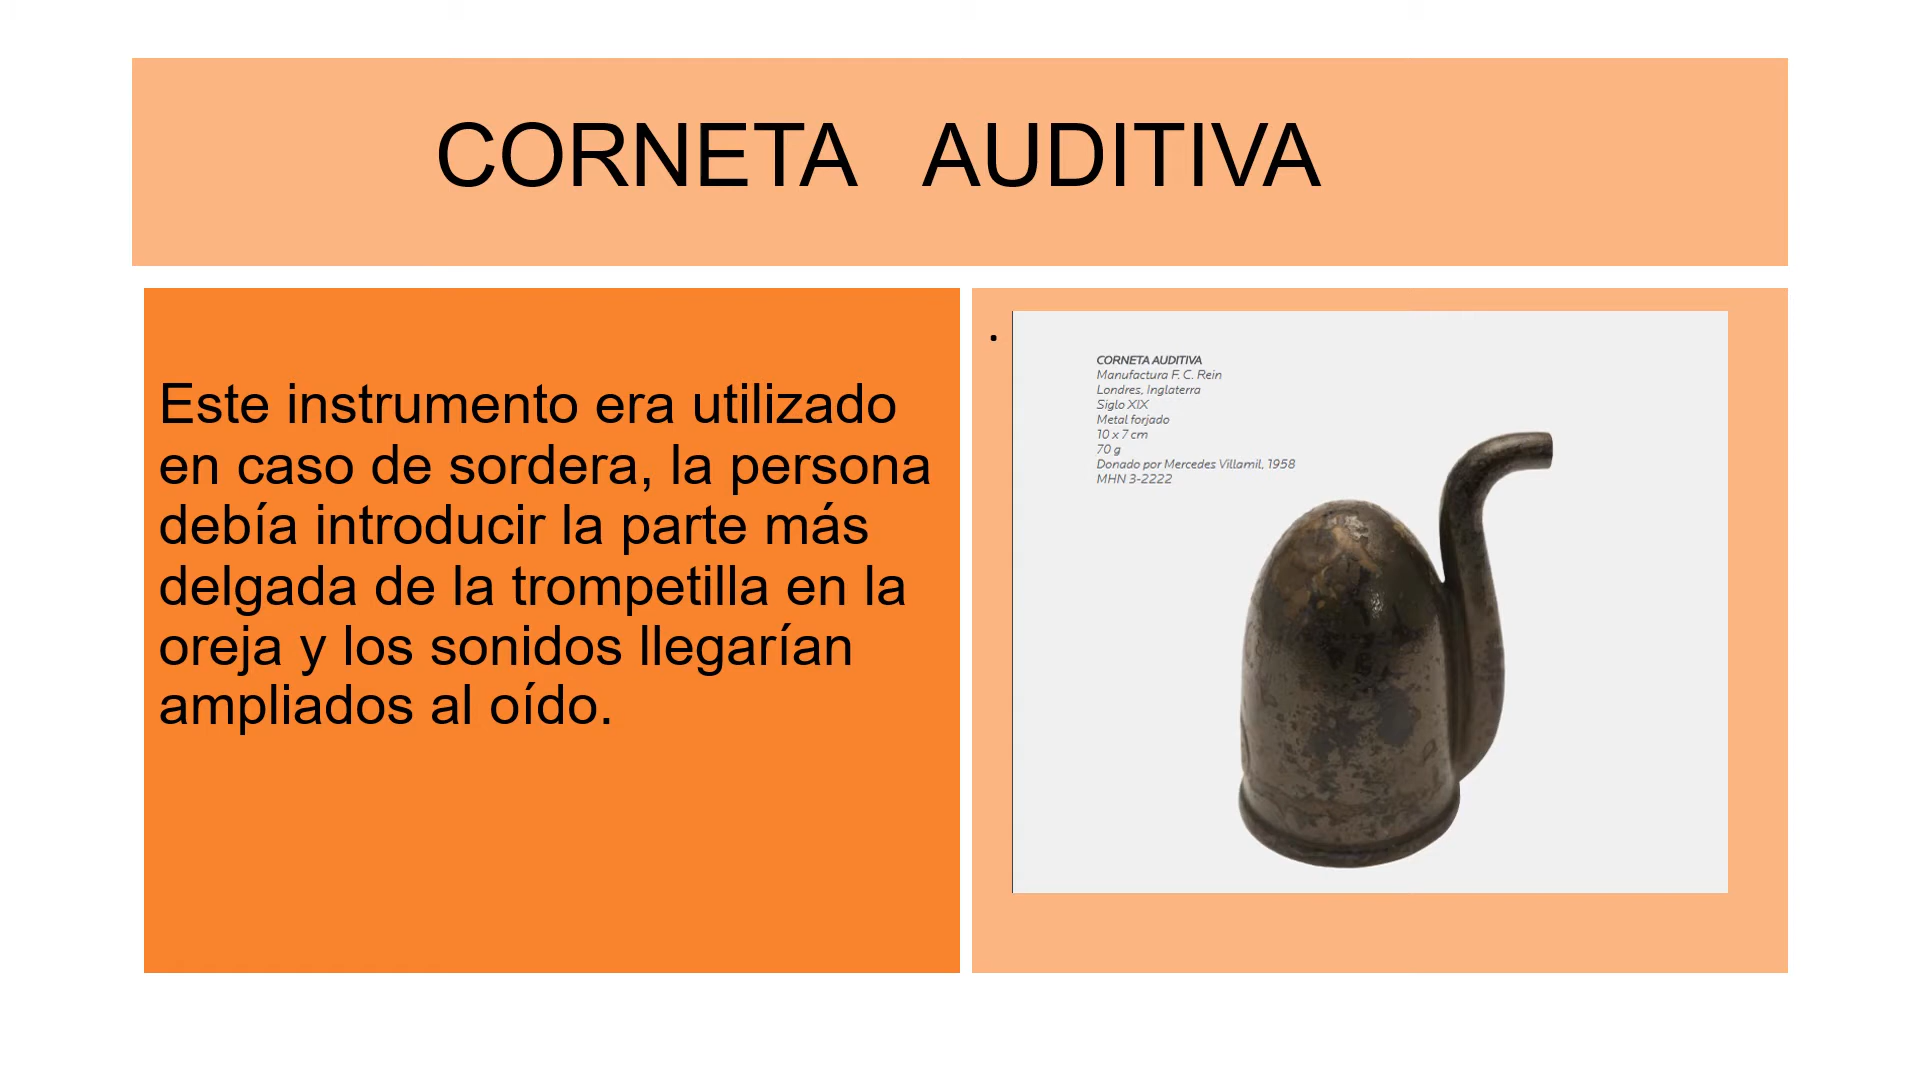 CORNETA AUDITIVA
Este instrumento era utilizado
en caso de sordera, la persona
debía introducir la parte más
delgada de la trompetilla en la
oreja y los sonidos llegarían
ampliados al oído.
CORNETA AUDITIVA
Manufactura F. C. Rein
Londres, Inglaterra
Siglo XIX
Metal forjado
10 x 7 cm
70 g
Donado por Mercedes Villamil, 1958
MHN 3-2222